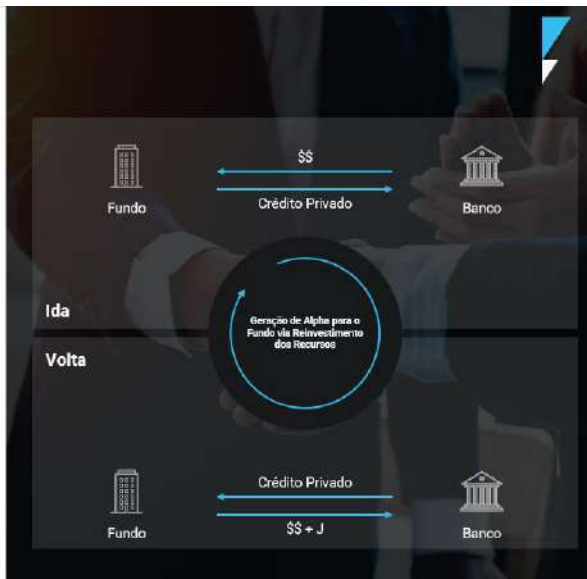 $$
Fundo
Crédito Privado
Banco
Ida
Geração de Alpha para o
Fundo via Reinvestimento
dos Recursos
Volta
Crédito Privado
Fundo
$$ + J
Banco